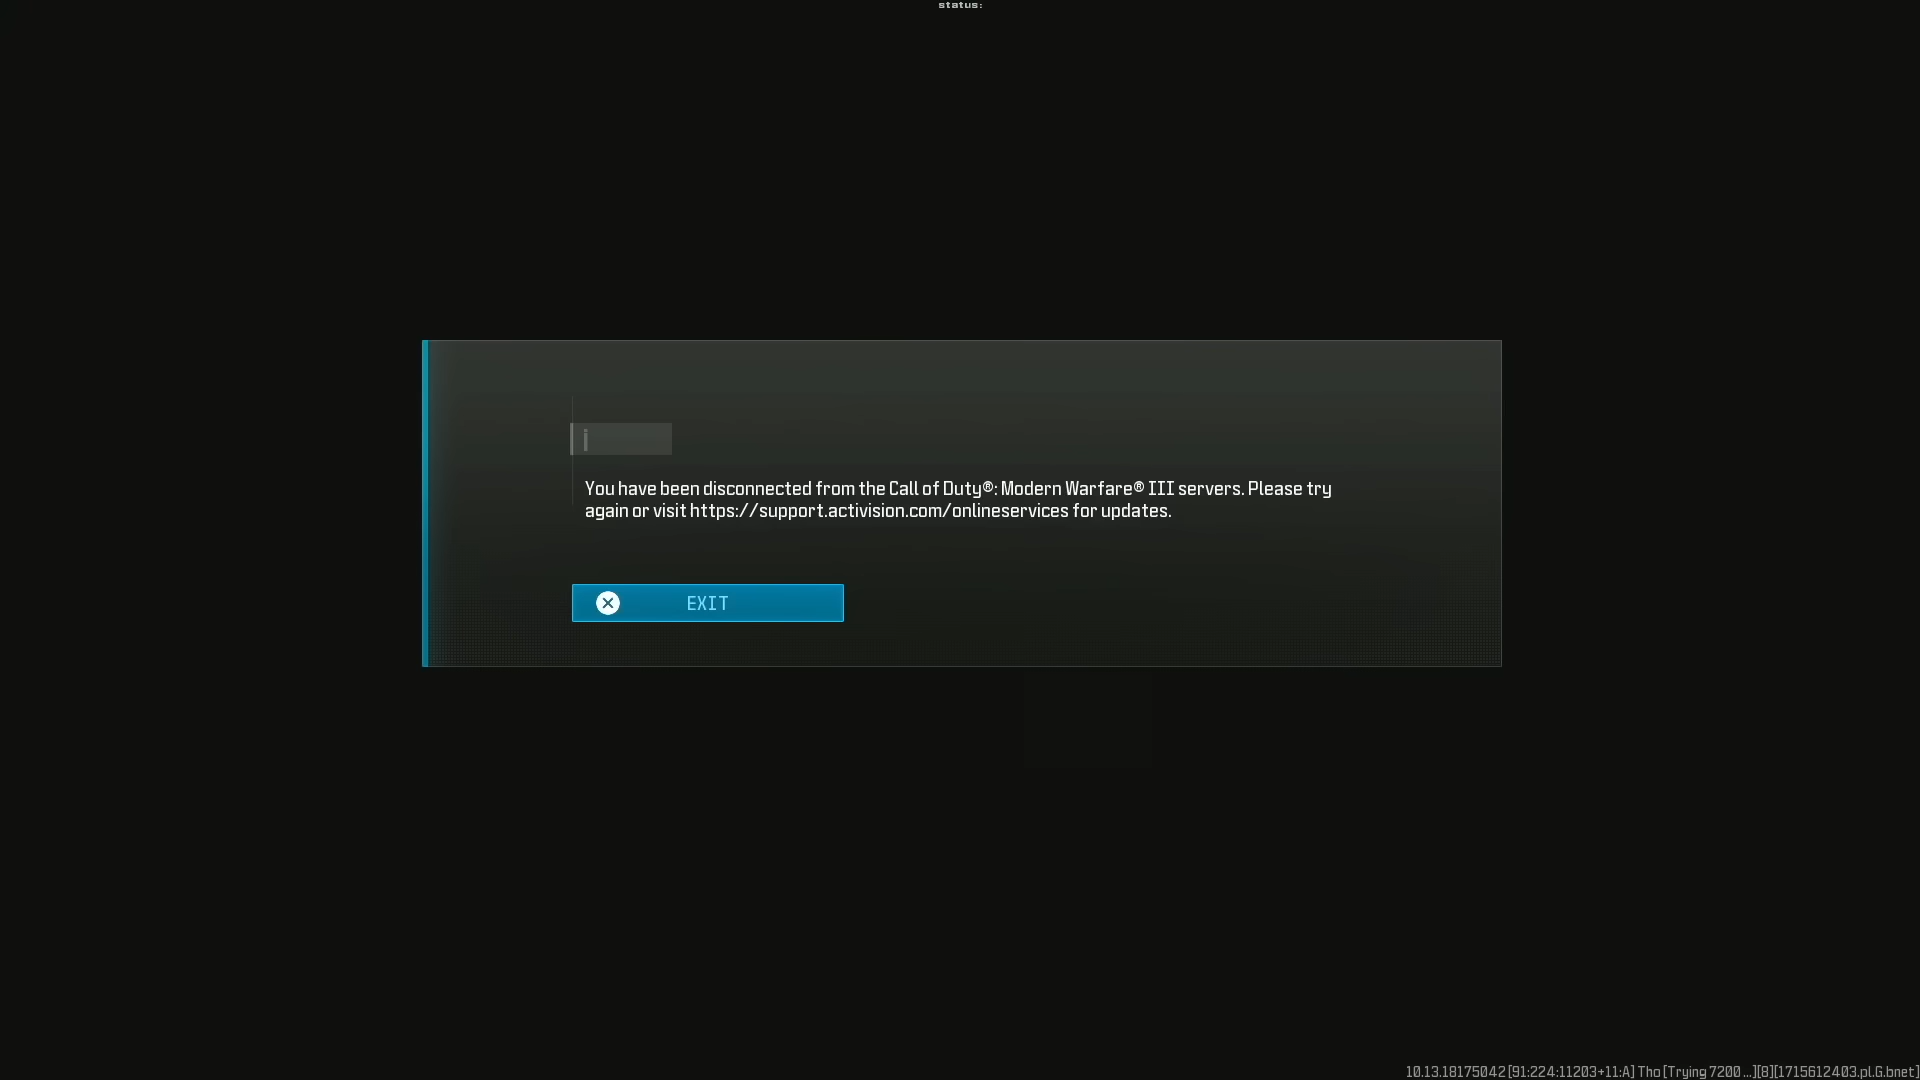 status:
i
You have been disconnected from the Call of Duty®: Modern Warfare® III servers. Please try
again or visit https://support.activision.com/onlineservices for updates.
EXIT
10.13.18175042 [91:224:11203+11:A] Tho [Trying 7200 ...][8][1715612403.pl.G.bnet]